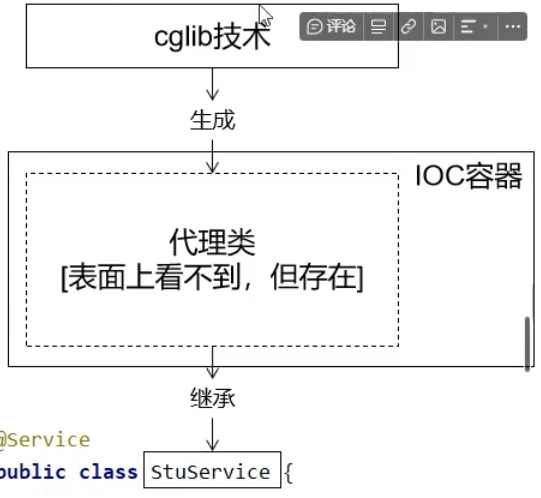 cglib技术
评论
生成
IOC容器
代理类
[表面上看不到，但存在]
继承
@Service
public class StuService {